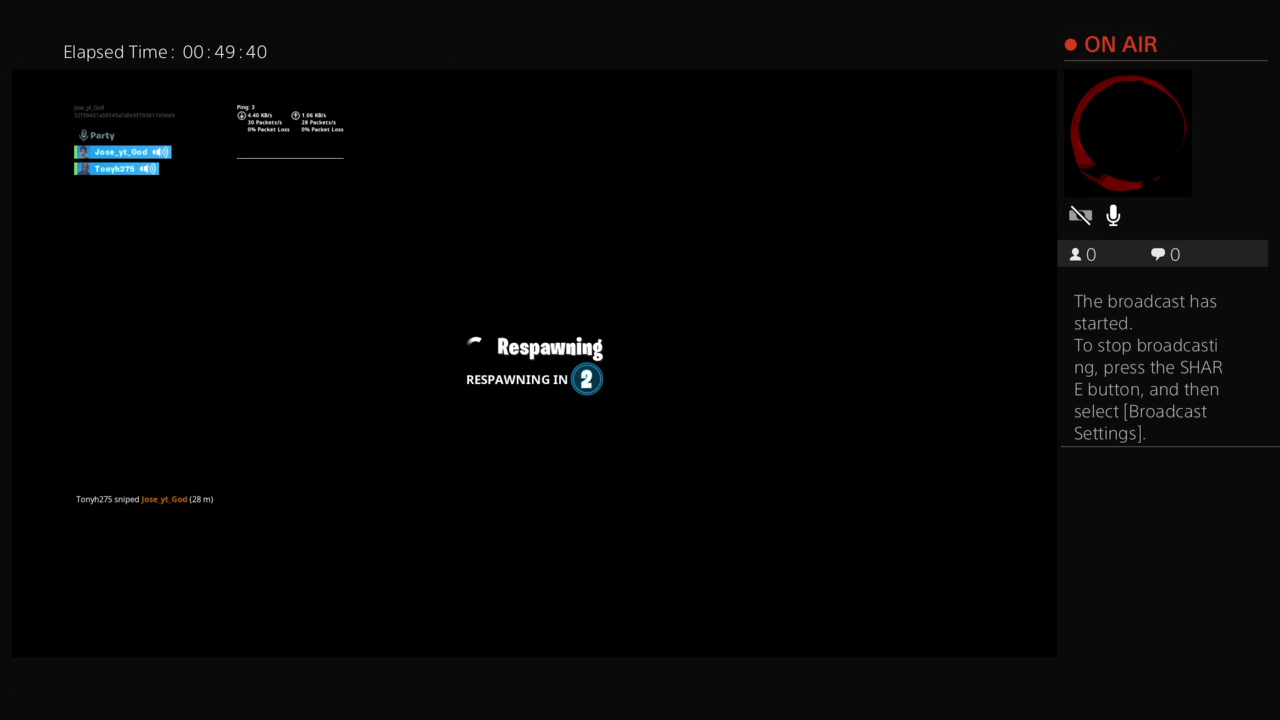 Elapsed Time: 00:49:40
ON AIR
Jose_yt_God
Ping: 3
4.40 KB/s
1.06 KB/s
30 Packets/s
28 Packets/s
0% Packet Loss
0% Packet Loss
Party
Jose_yt_God
Tonyh275
0
0
The broadcast has
started.
To stop broadcasti
ng, press the SHAR
E button, and then
select [Broadcast
Settings].
Respawning
RESPAWNING IN 2
Tonyh275 sniped Jose_yt_God (28 m)